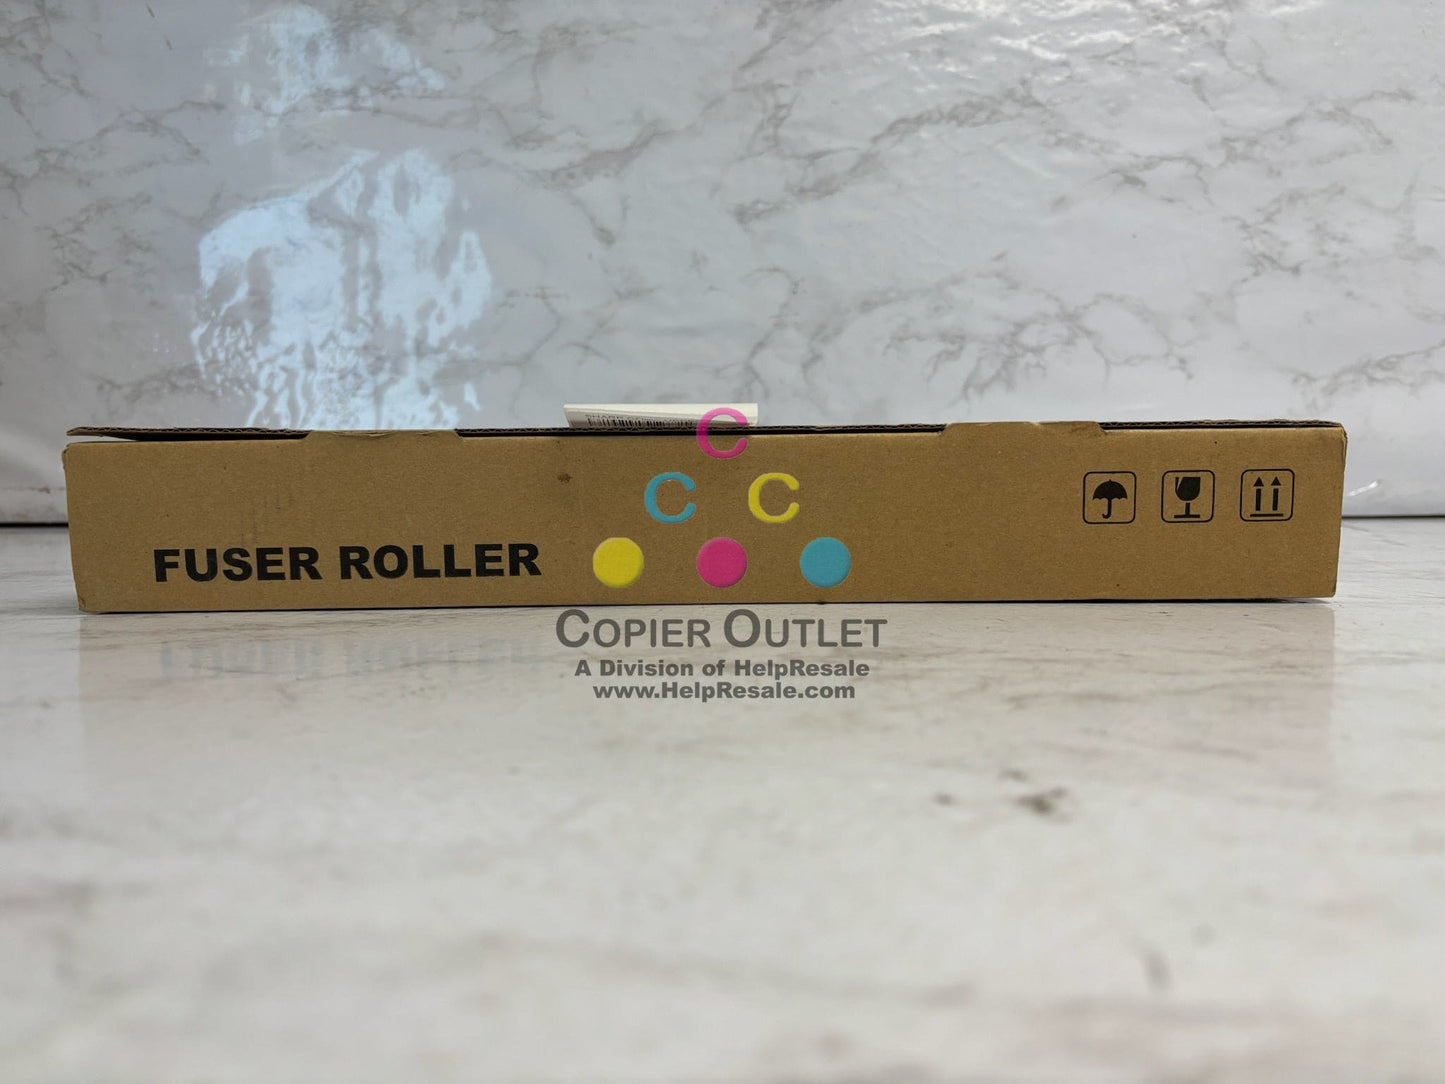 C
C C
FUSER ROLLER
COPIER OUTLET
A Division of HelpResale
www.HelpResale.com